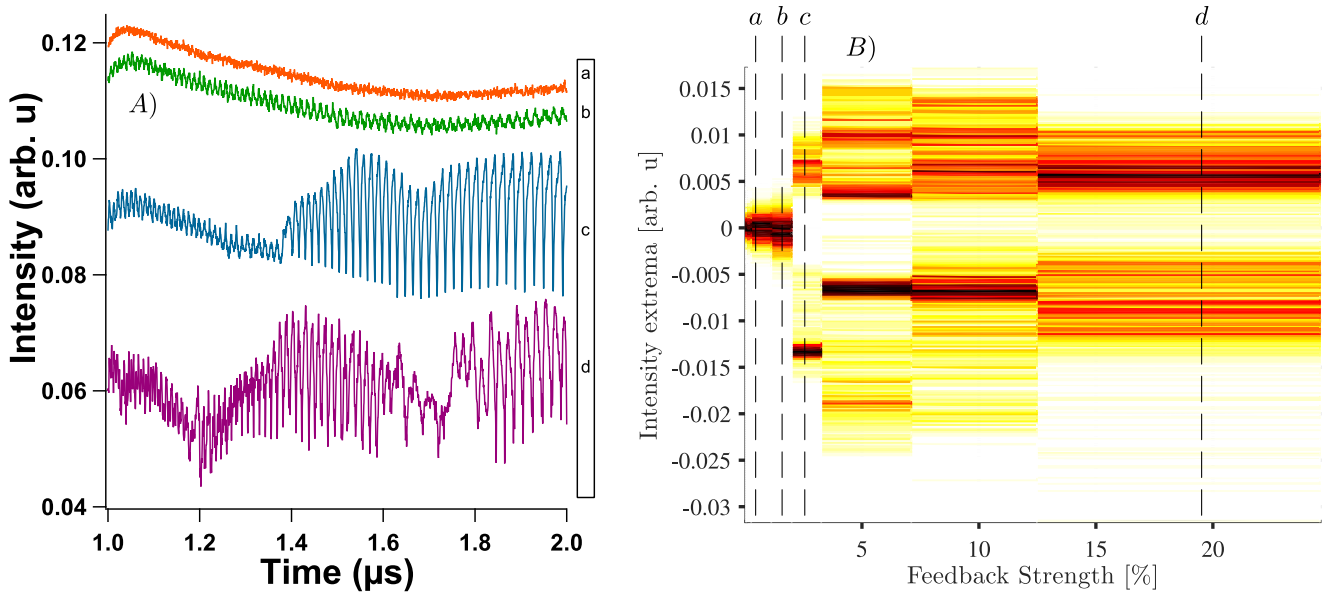 A)
Intensity (arb. u)
0.12
0.10
0.08
0.06
0.04
1.0
1.2
1.4
1.6
1.8
2.0
Time (µs)
a
b
c
d
a b c d
B)
Intensity extrema [arb. u]
0.015
0.01
0.005
0
-0.005
-0.01
-0.015
-0.02
-0.025
-0.03
5
10
15
20
Feedback Strength [%]